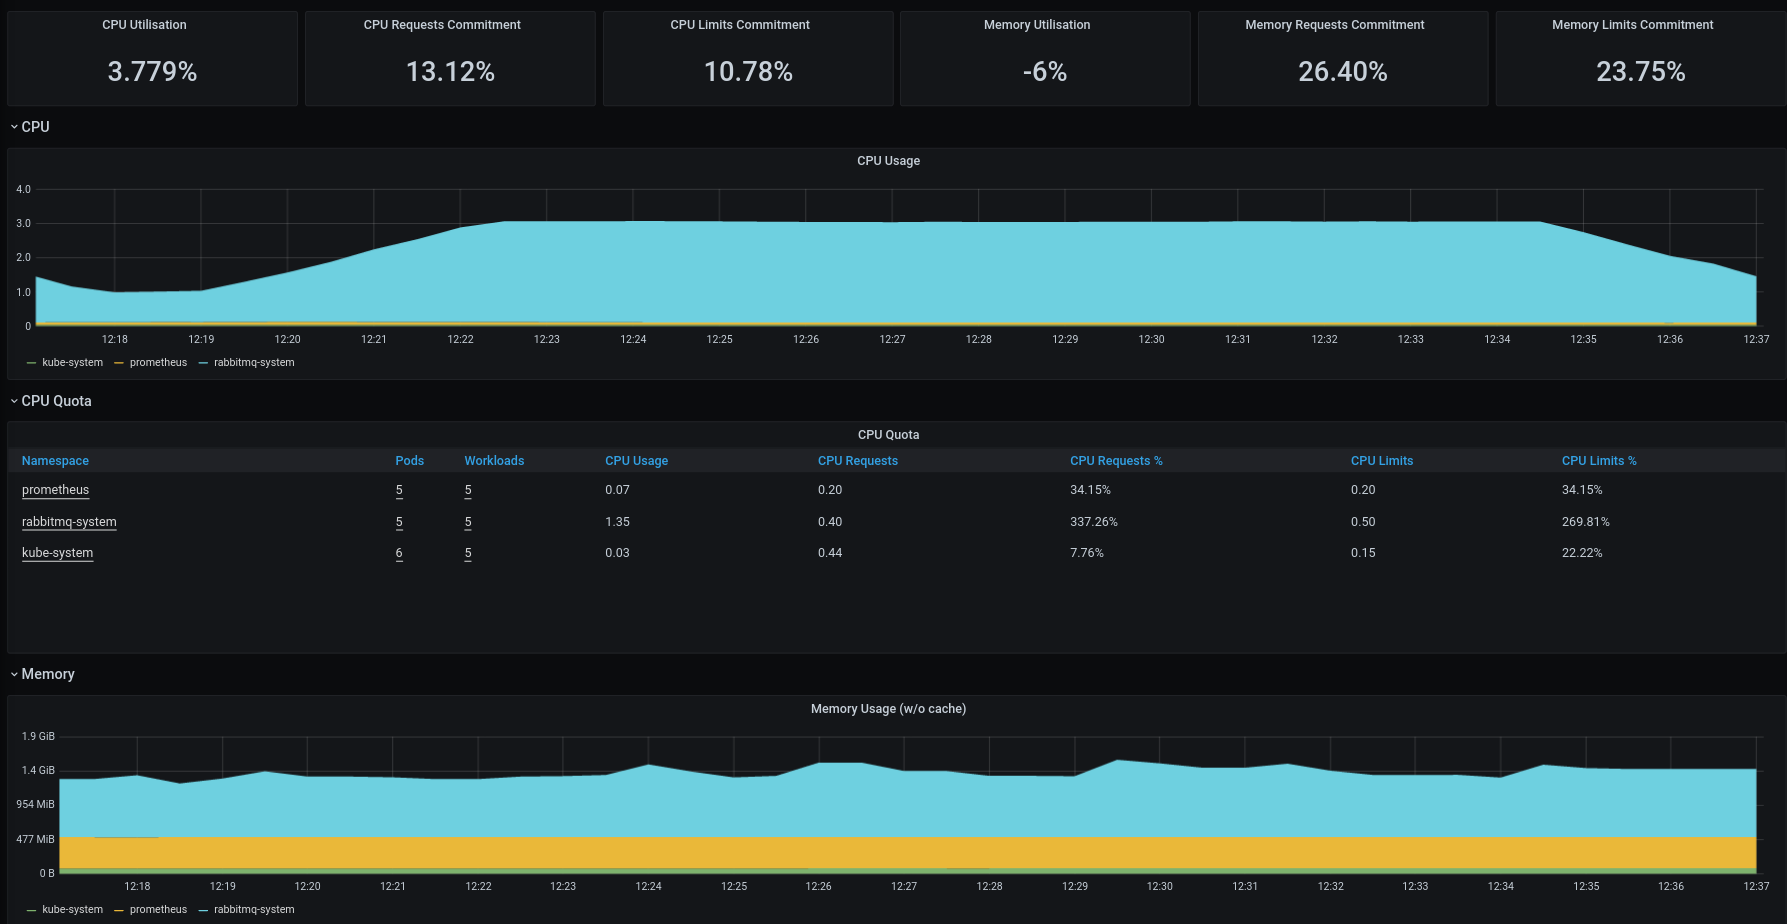 CPU Utilisation CPU Requests Commitment CPU Limits Commitment Memory Utilisation Memory Requests Commitment Memory Limits Commitment
3.779% 13.12% 10.78% -6% 26.40% 23.75%
CPU
CPU Usage
4.0
3.0
2.0
1.0
0
12:18 12:19 12:20 12:21 12:22 12:23 12:24 12:25 12:26 12:27 12:28 12:29 12:30 12:31 12:32 12:33 12:34 12:35 12:36 12:37
kube-system prometheus rabbitmq-system
CPU Quota
CPU Quota
Namespace Pods Workloads CPU Usage CPU Requests CPU Requests % CPU Limits CPU Limits %
prometheus 5 5 0.07 0.20 34.15% 0.20 34.15%
rabbitmq-system 5 5 1.35 0.40 337.26% 0.50 269.81%
kube-system 6 5 0.03 0.44 7.76% 0.15 22.22%
Memory
Memory Usage (w/o cache)
1.9 GiB
1.4 GiB
954 MiB
477 MiB
0 B
12:18 12:19 12:20 12:21 12:22 12:23 12:24 12:25 12:26 12:27 12:28 12:29 12:30 12:31 12:32 12:33 12:34 12:35 12:36 12:37
kube-system prometheus rabbitmq-system